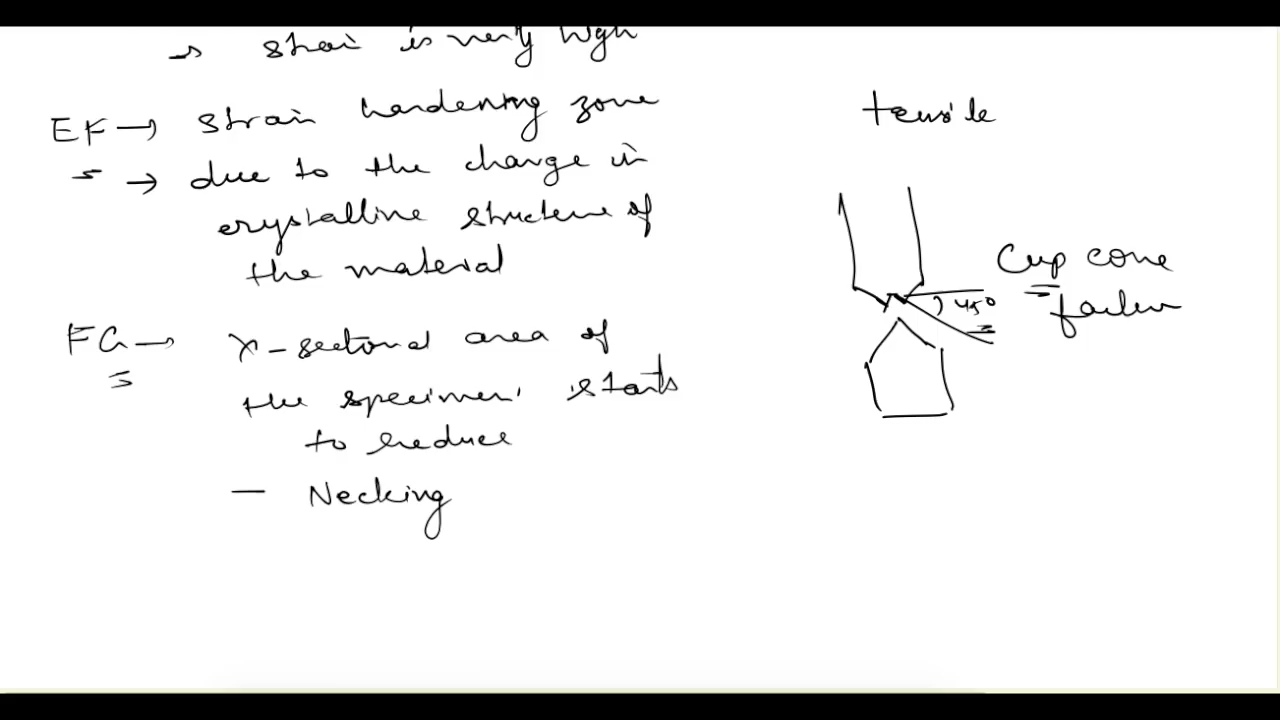 → strain is very high
EF → strain hardening zone
→ due to the change in
crystalline structure of
the material
FG → X-sectional area of
the specimen starts
to reduce
— Necking
tensile
Cup cone
failure
45°